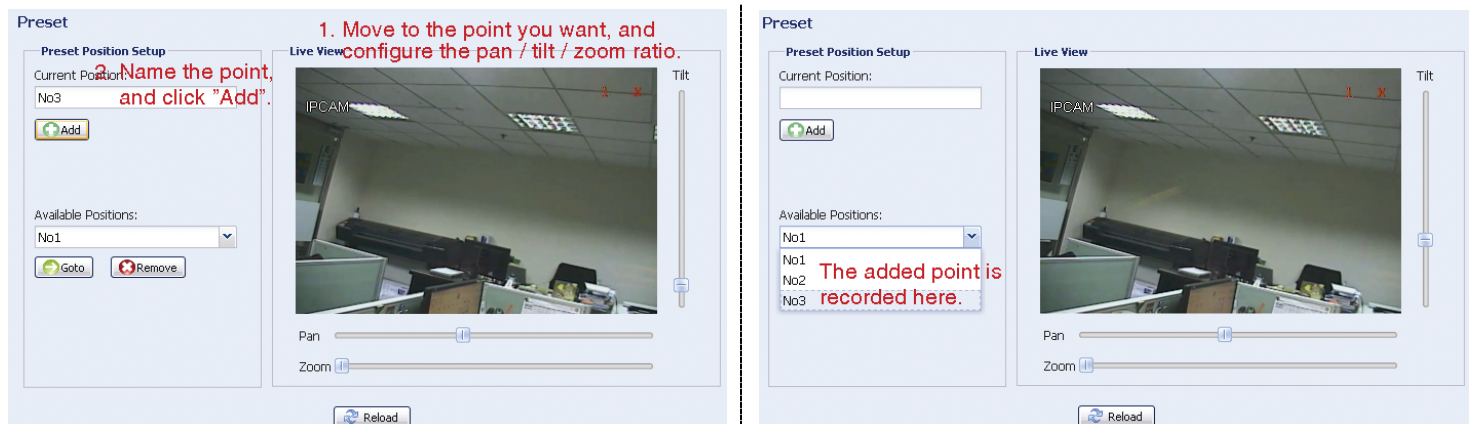 Preset
1. Move to the point you want, and
configure the pan / tilt / zoom ratio.
Preset Position Setup
Current Position:
2. Name the point,
and click "Add".
No3
Add
Available Positions:
No1
Goto
Remove
Live View
IPCAM
1 X
Tilt
Pan
Zoom
Reload
Preset
Preset Position Setup
Current Position:
Add
Available Positions:
No1
No1
No2
No3
The added point is
recorded here.
Live View
IPCAM
1 X
Tilt
Pan
Zoom
Reload